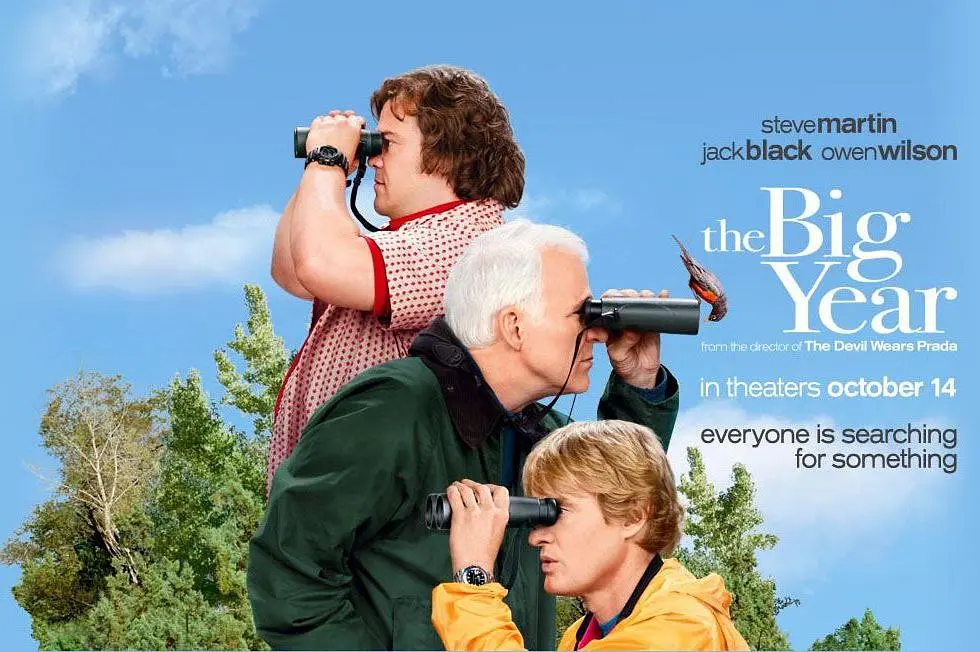 stevemartin
jackblack owenwilson
the Big
Year
from the director of The Devil Wears Prada
in theaters october 14
everyone is searching
for something